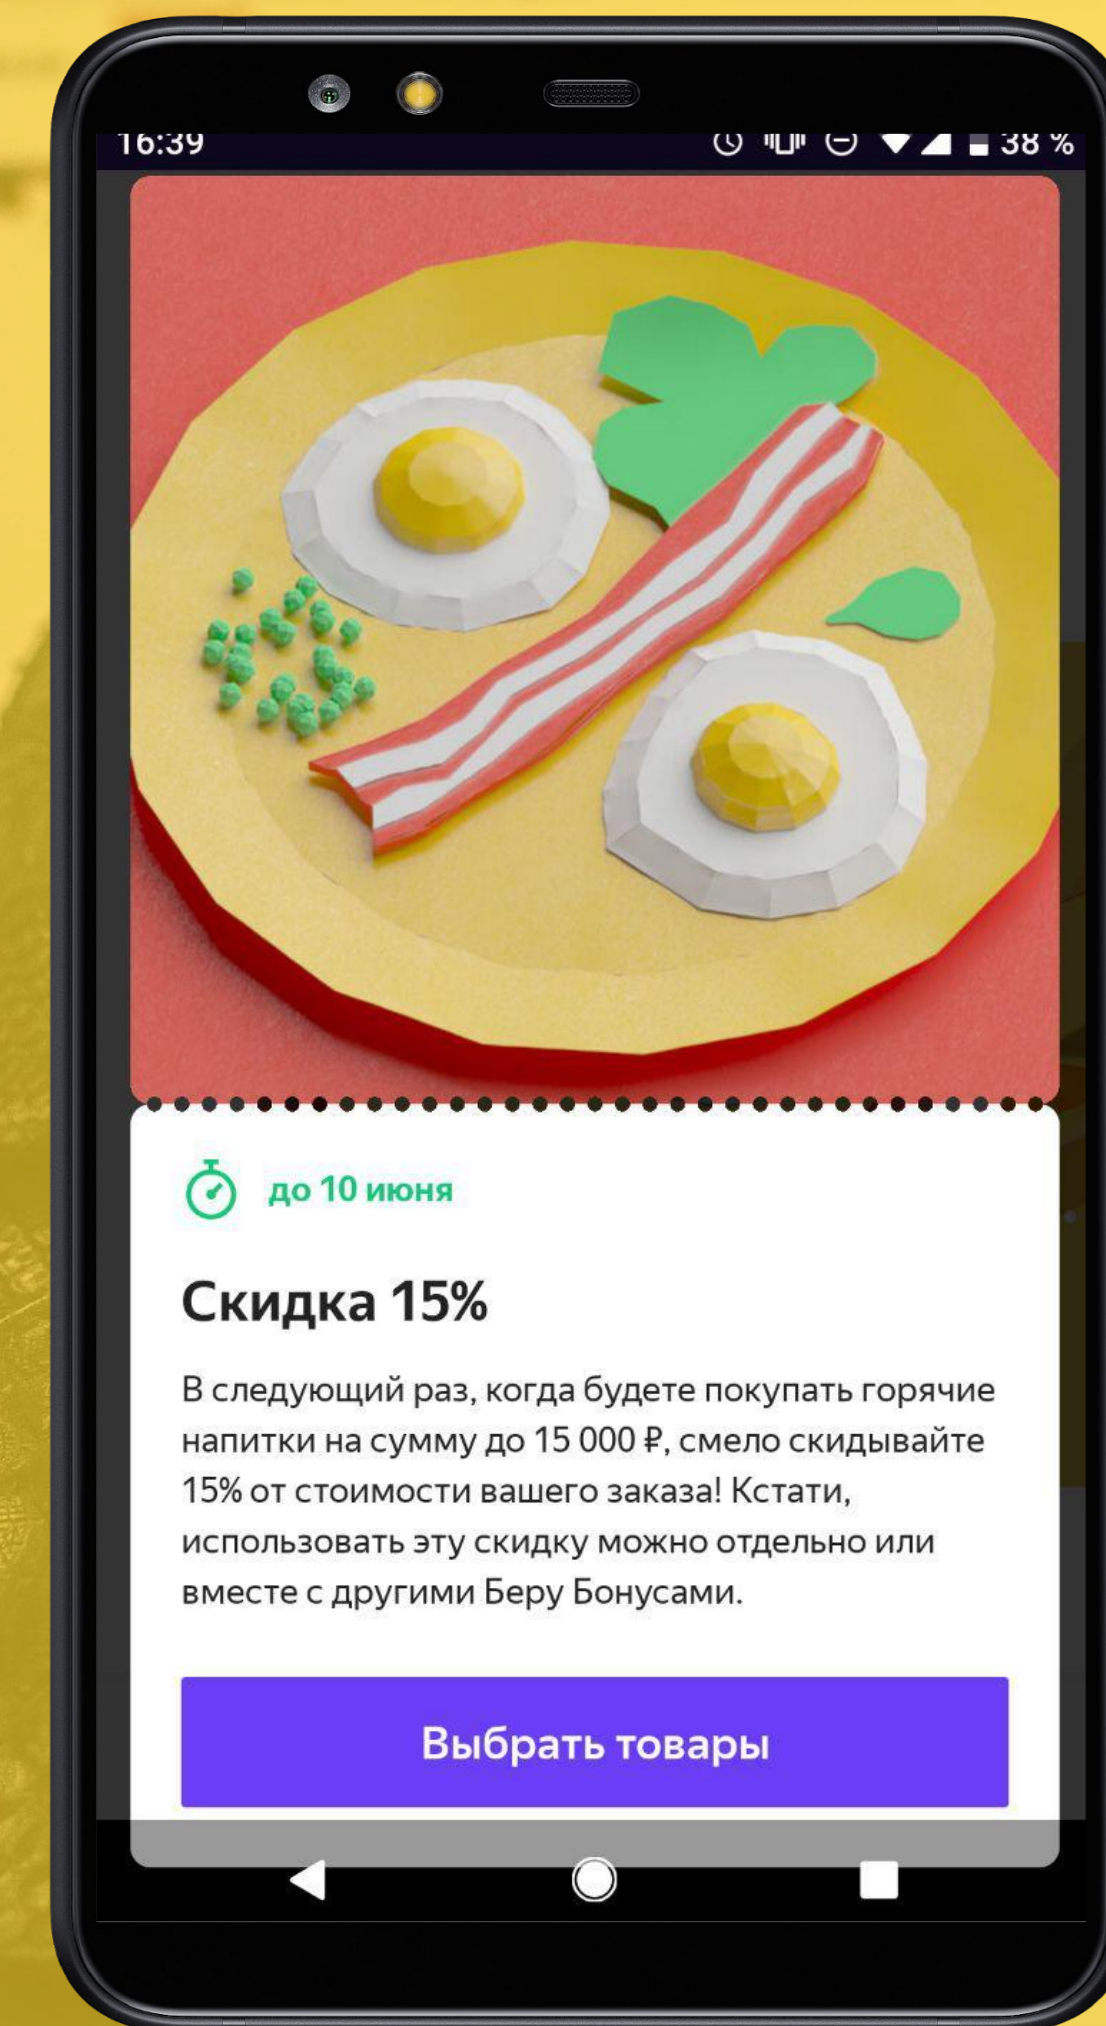 16:39
38 %
до 10 июня
Скидка 15%
В следующий раз, когда будете покупать горячие
напитки на сумму до 15 000 ₽, смело скидывайте
15% от стоимости вашего заказа! Кстати,
использовать эту скидку можно отдельно или
вместе с другими Беру Бонусами.
Выбрать товары